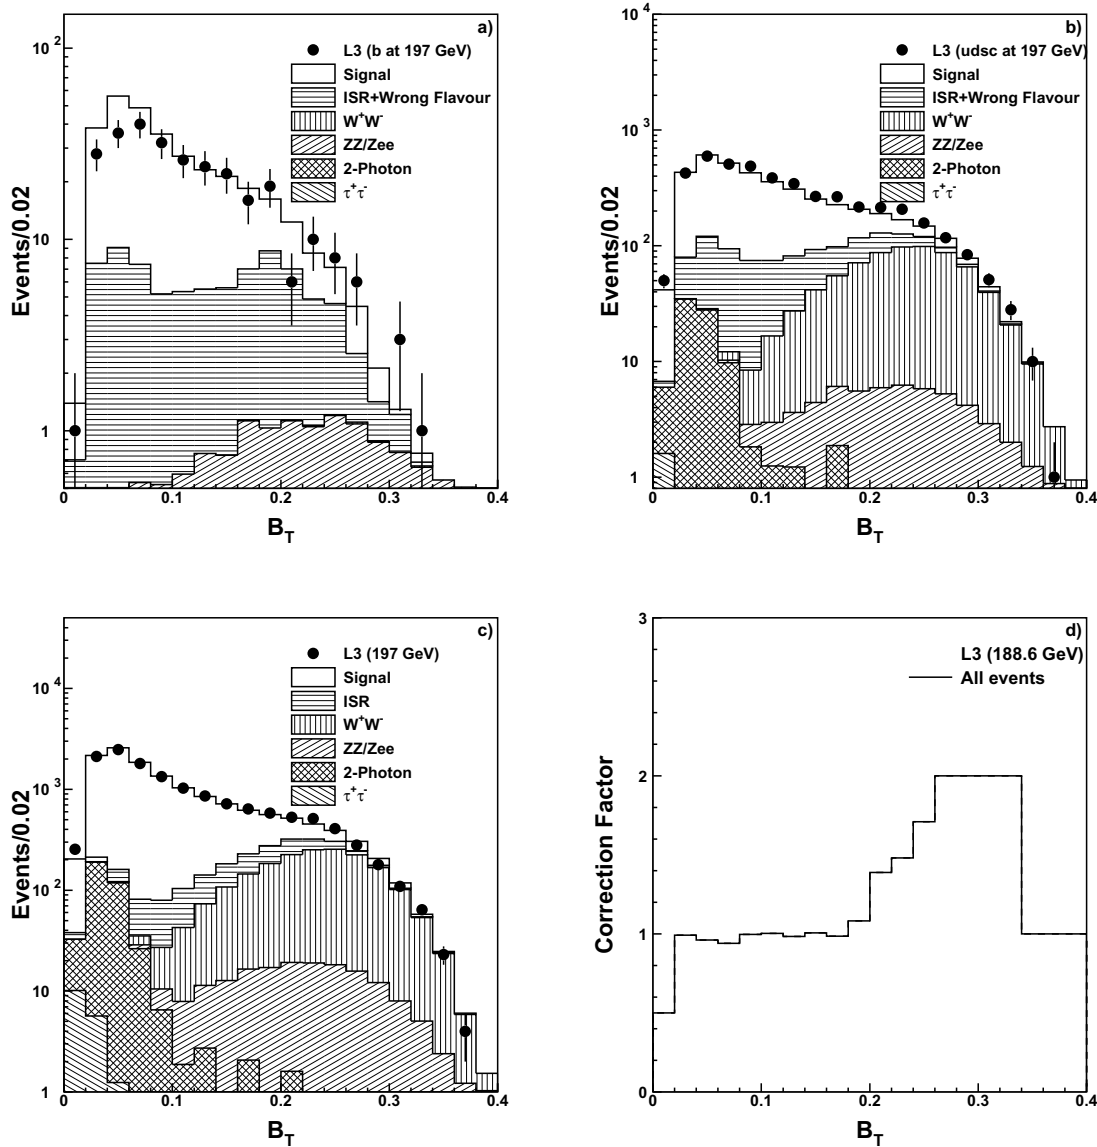 a)
L3 (b at 197 GeV)
Signal
ISR+Wrong Flavour
W+W-
ZZ/Zee
2-Photon
τ+τ-
Events/0.02
10²
10
1
0
0.1
0.2
0.3
0.4
B_T
b)
L3 (udsc at 197 GeV)
Signal
ISR+Wrong Flavour
W+W-
ZZ/Zee
2-Photon
τ+τ-
Events/0.02
10⁴
10³
10²
10
1
0
0.1
0.2
0.3
0.4
B_T
c)
L3 (197 GeV)
Signal
ISR
W+W-
ZZ/Zee
2-Photon
τ+τ-
Events/0.02
10⁴
10³
10²
10
1
0
0.1
0.2
0.3
0.4
B_T
d)
L3 (188.6 GeV)
All events
Correction Factor
3
2
1
0
0
0.1
0.2
0.3
0.4
B_T